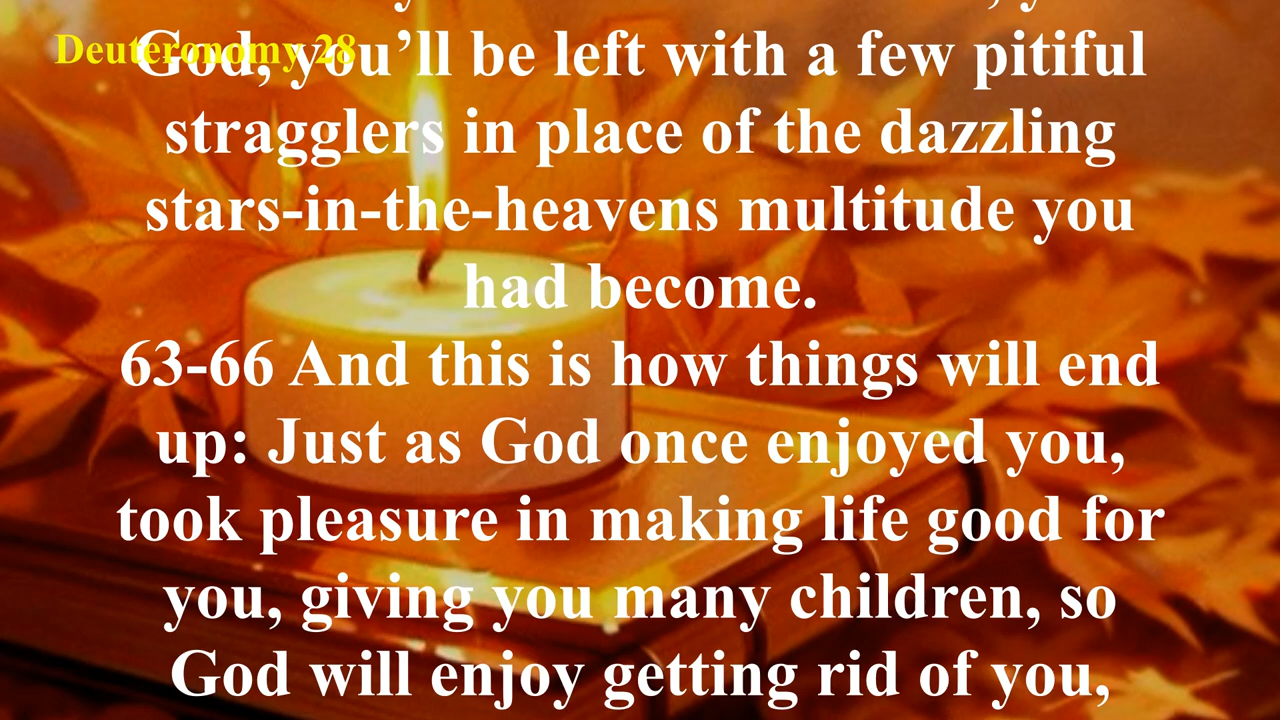 Deuteronomy 28
God, you’ll be left with a few pitiful
stragglers in place of the dazzling
stars-in-the-heavens multitude you
had become.
63-66 And this is how things will end
up: Just as God once enjoyed you,
took pleasure in making life good for
you, giving you many children, so
God will enjoy getting rid of you,